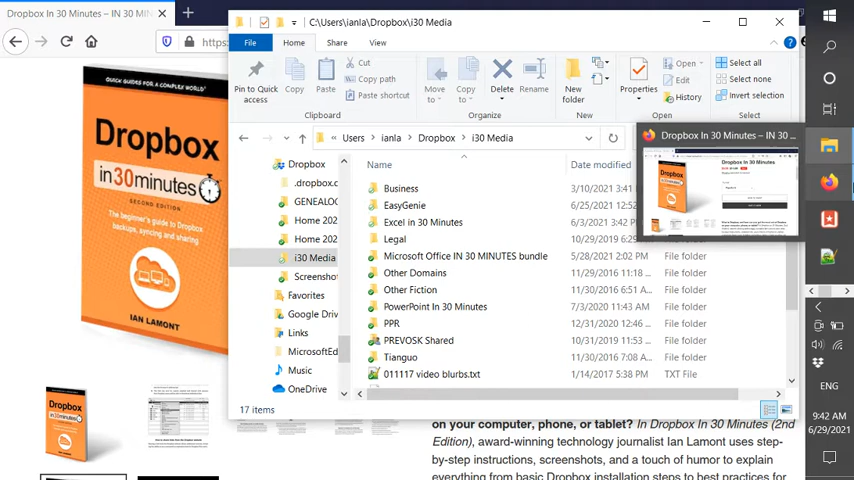 Dropbox In 30 Minutes – IN 30 MI
https:
QUICK GUIDES FOR A COMPLEX WORLD
Dropbox
in30minutes
SECOND EDITION
The beginner's guide to Dropbox
backups, syncing and sharing
IAN LAMONT
C:\Users\ianla\Dropbox\i30 Media
File
Home
Share
View
Pin to Quick
access
Copy
Paste
Cut
Copy path
Paste shortcut
Clipboard
Move
to
Copy
to
Delete
Rename
Organize
New
folder
New
Properties
Open
Edit
History
Open
Select all
Select none
Invert selection
Users
ianla
Dropbox
i30 Media
Dropbox
.dropbox.c
GENEALOG
Home 202
Home 202
i30 Media
Screensho
Favorites
Google Driv
Links
MicrosoftEd
Music
OneDrive
Name
Date modified
Business
3/10/2021 3:41
EasyGenie
6/25/2021 12:52
Excel in 30 Minutes
6/3/2021 3:42 P
Legal
10/29/2019 6:29
Microsoft Office IN 30 MINUTES bundle
5/28/2021 2:02 PM
File folder
Other Domains
11/29/2016 11:18 ...
File folder
Other Fiction
11/30/2016 6:51 A...
File folder
PowerPoint In 30 Minutes
7/3/2020 11:43 AM
File folder
PPR
12/31/2020 12:46 ...
File folder
PREVOSK Shared
10/31/2019 11:53 ...
File folder
Tianguo
11/30/2016 7:08 A...
File folder
011117 video blurbs.txt
1/14/2017 5:38 PM
TXT File
17 items
Dropbox In 30 Minutes – IN 30 ...
Dropbox In 30 Minutes
on your computer, phone, or tablet? In Dropbox In 30 Minutes (2nd
Edition), award-winning technology journalist Ian Lamont uses step-
by-step instructions, screenshots, and a touch of humor to explain
everything from basic Dropbox installation steps to best practices for
ENG
9:42 AM
6/29/2021